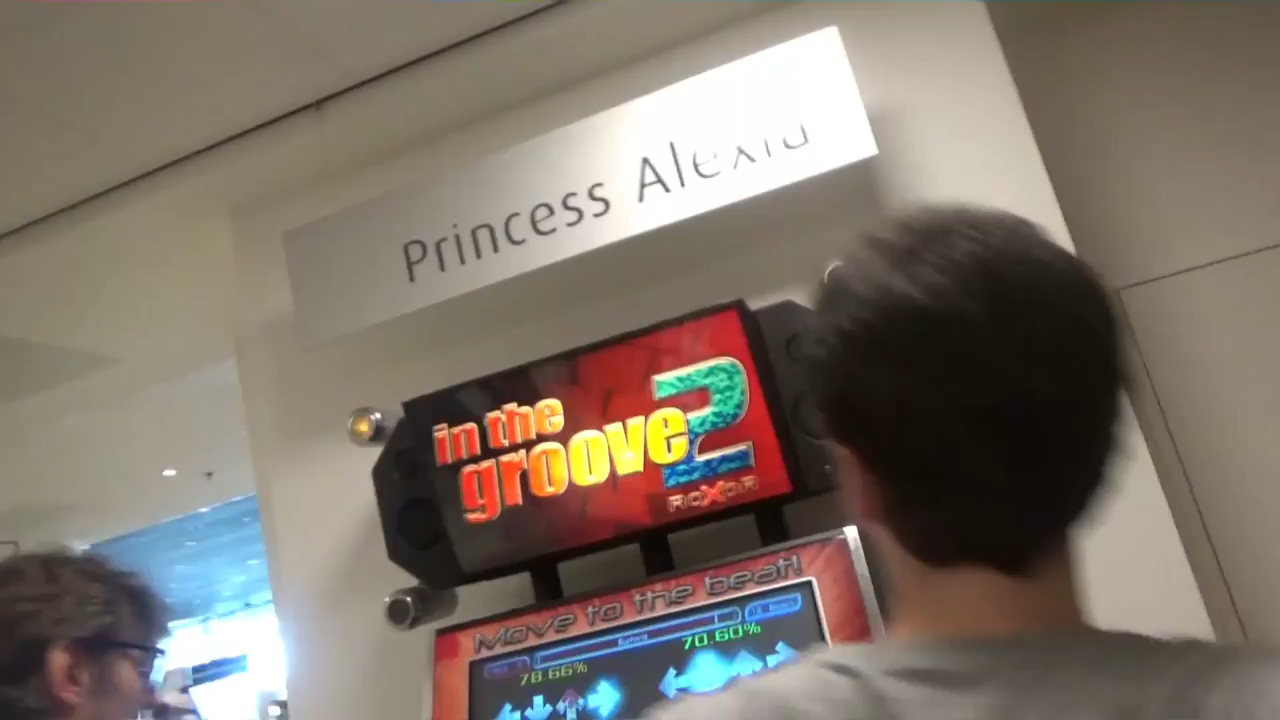 Princess Alexia
in the
groove 2
ROXOR
Move to the beat!
78.66%
70.60%